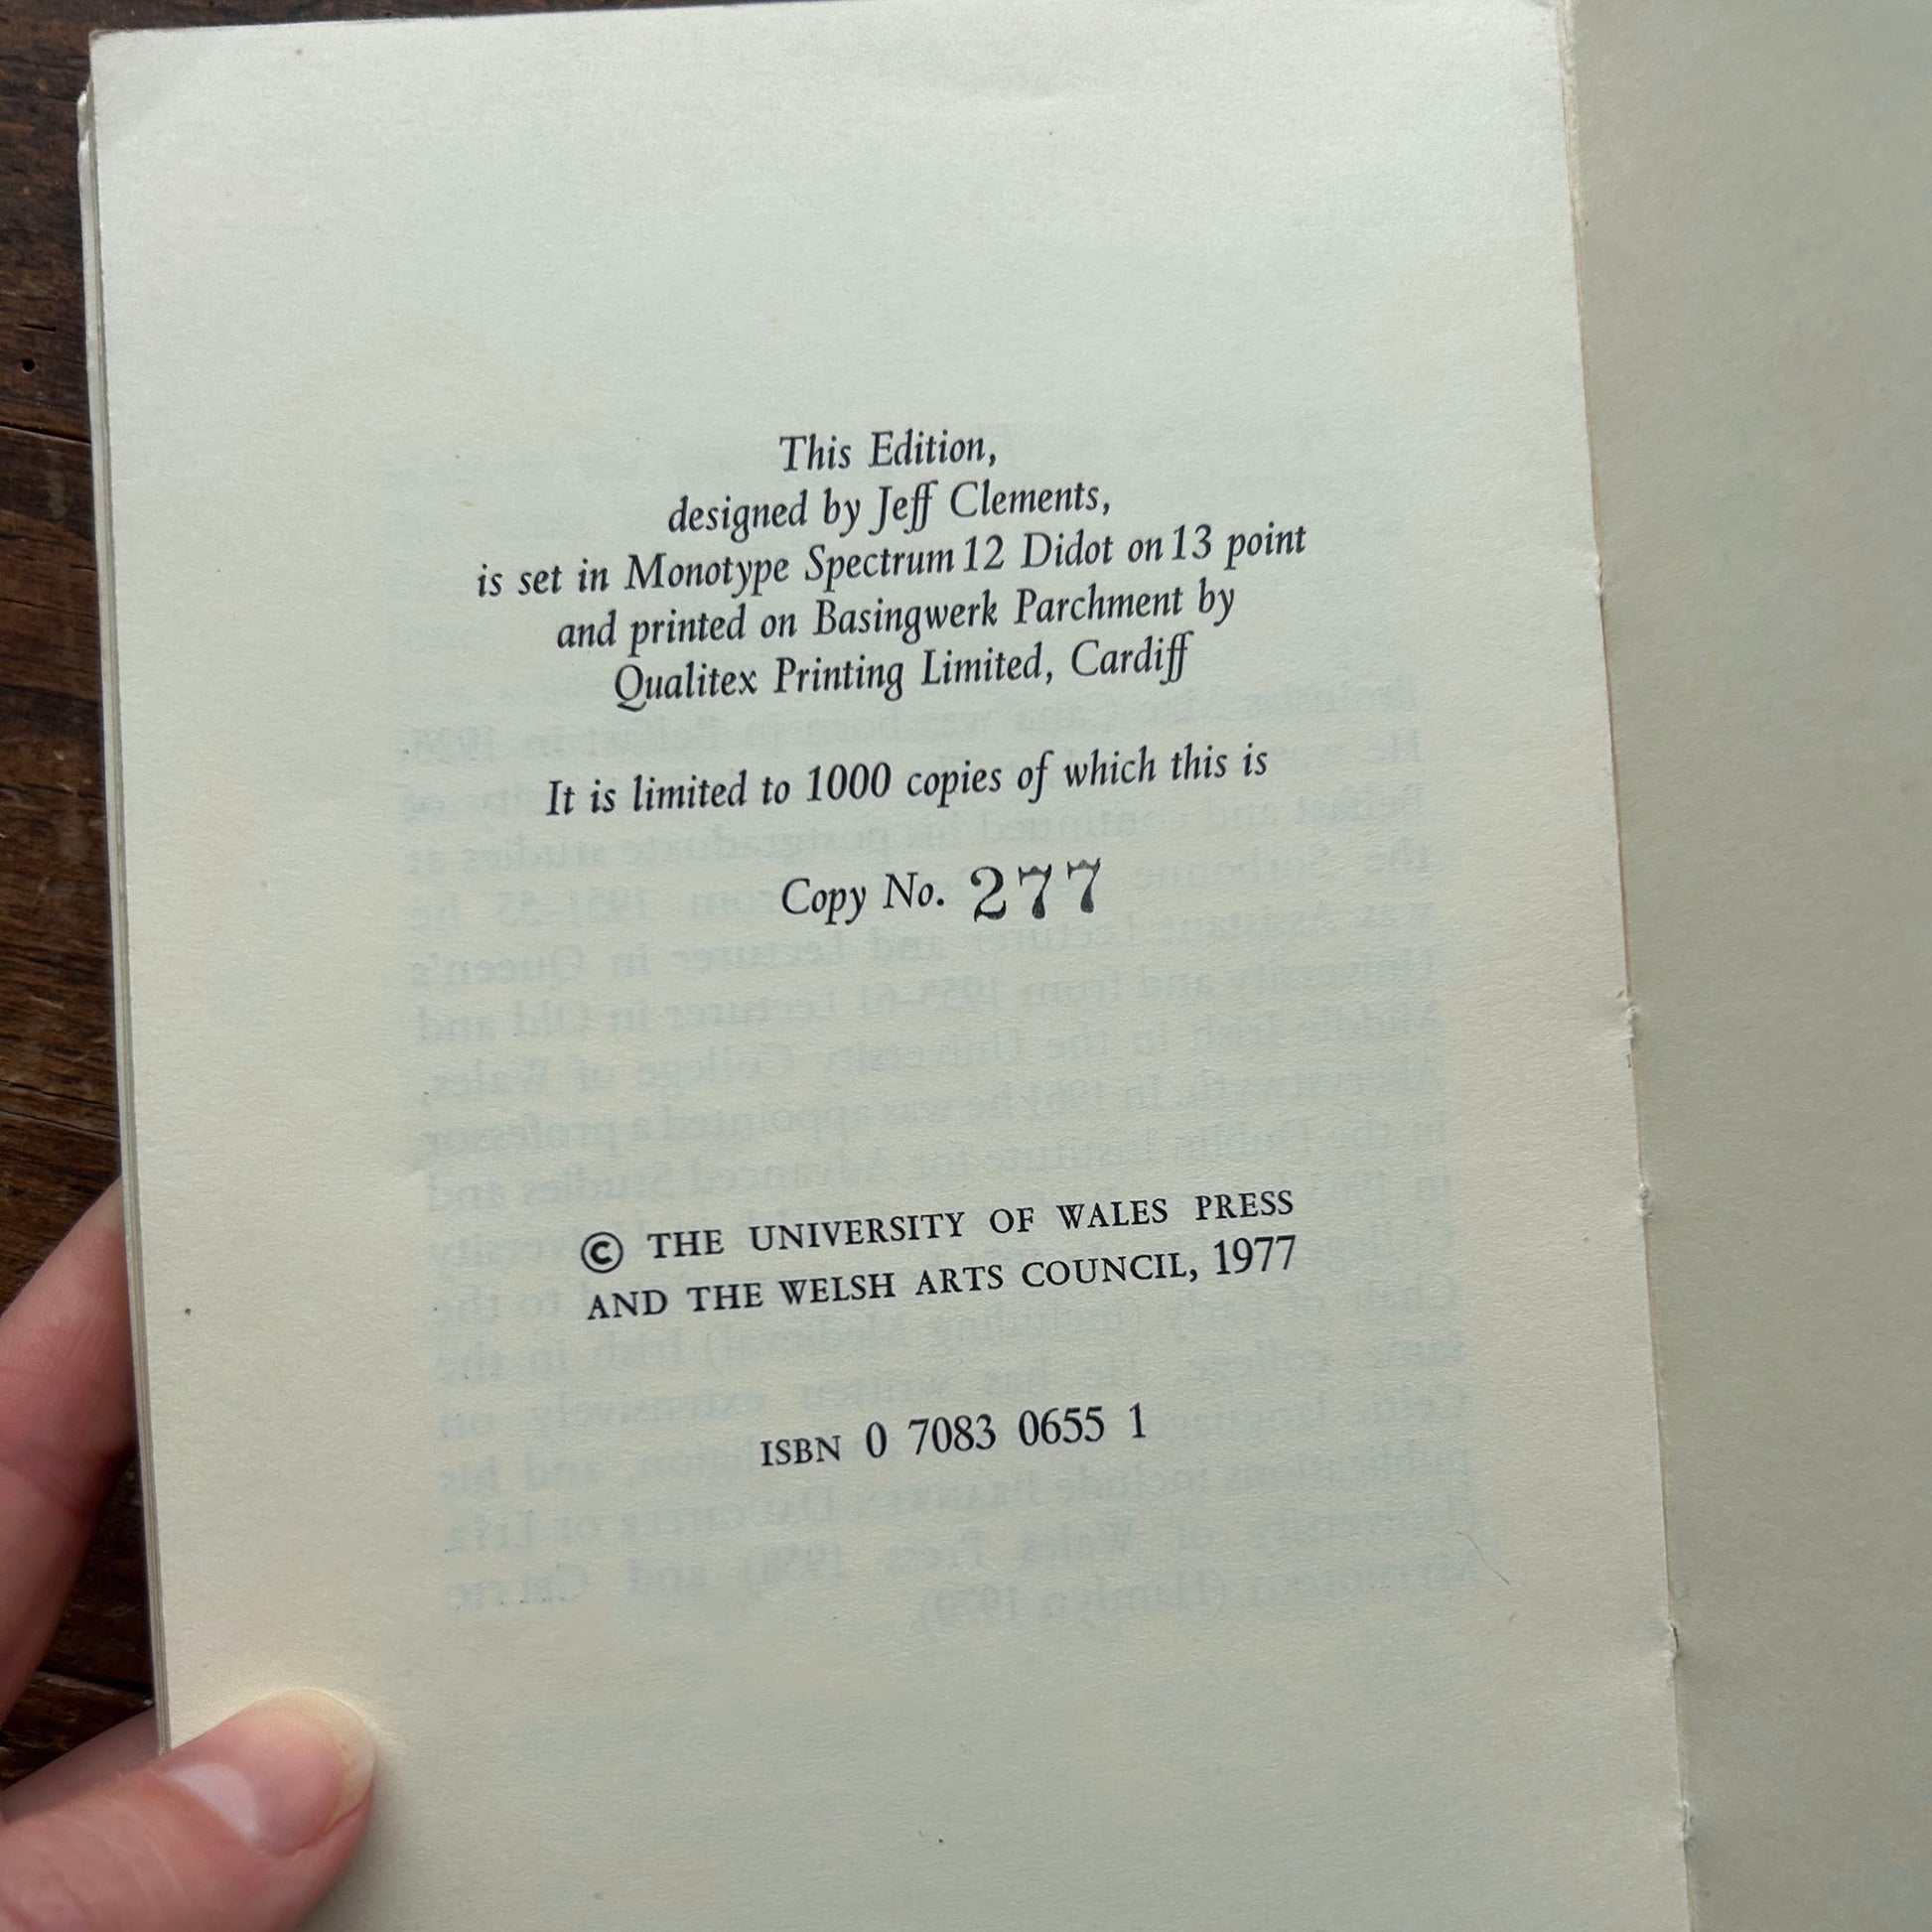 This Edition,
designed by Jeff Clements,
is set in Monotype Spectrum 12 Didot on 13 point
and printed on Basingwerk Parchment by
Qualitex Printing Limited, Cardiff
It is limited to 1000 copies of which this is
Copy No. 277
© THE UNIVERSITY OF WALES PRESS
AND THE WELSH ARTS COUNCIL, 1977
ISBN 0 7083 0655 1